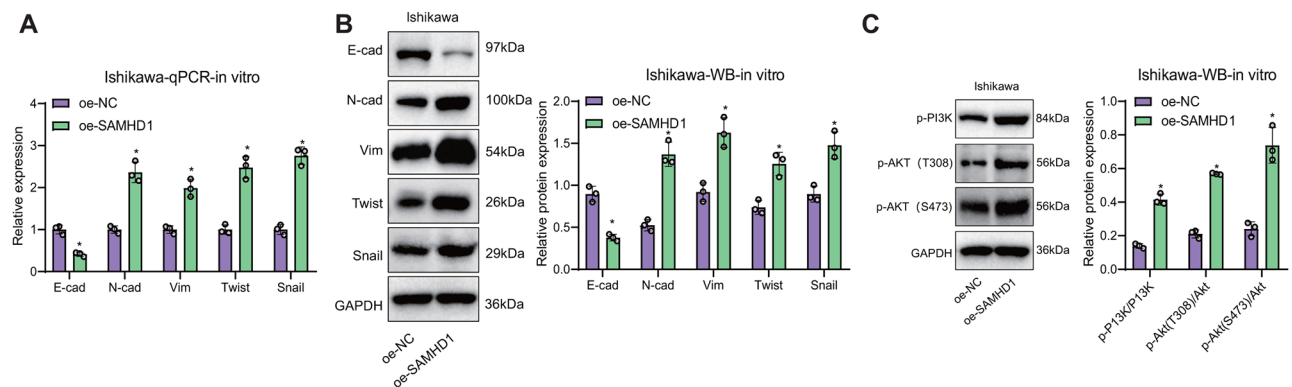 A
Ishikawa-qPCR-in vitro
Relative expression
4
3
2
1
0
oe-NC
oe-SAMHD1
*
*
*
*
*
E-cad
N-cad
Vim
Twist
Snail
B
Ishikawa
E-cad
97kDa
N-cad
100kDa
Vim
54kDa
Twist
26kDa
Snail
29kDa
GAPDH
36kDa
oe-NC
oe-SAMHD1
Ishikawa-WB-in vitro
Relative protein expression
2.0
1.5
1.0
0.5
0.0
oe-NC
oe-SAMHD1
*
*
*
*
*
E-cad
N-cad
Vim
Twist
Snail
C
Ishikawa
p-PI3K
84kDa
p-AKT (T308)
56kDa
p-AKT (S473)
56kDa
GAPDH
36kDa
oe-NC
oe-SAMHD1
Ishikawa-WB-in vitro
Relative protein expression
1.0
0.8
0.6
0.4
0.2
0.0
oe-NC
oe-SAMHD1
*
*
*
p-P13K/P13K
p-Akt(T308)/Akt
p-Akt(S473)/Akt